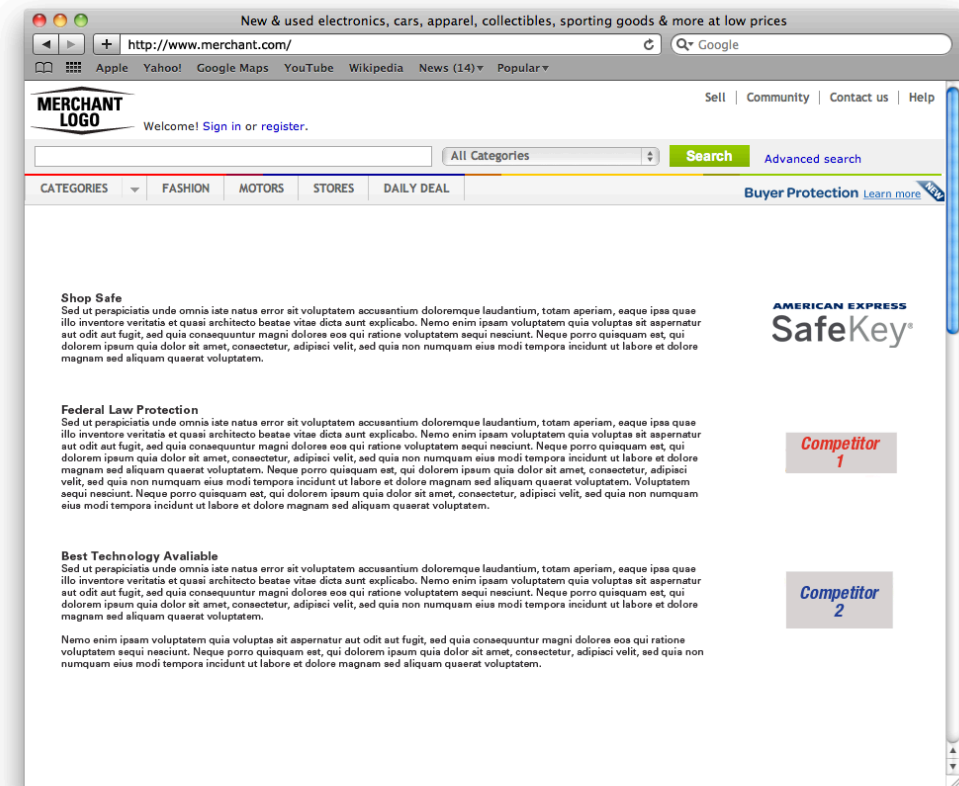 New & used electronics, cars, apparel, collectibles, sporting goods & more at low prices
http://www.merchant.com/
Google
Apple Yahoo! Google Maps YouTube Wikipedia News (14) Popular
Sell | Community | Contact us | Help
MERCHANT
LOGO
Welcome! Sign in or register.
All Categories
Search
Advanced search
CATEGORIES FASHION MOTORS STORES DAILY DEAL
Buyer Protection Learn more NEW
Shop Safe
Sed ut perapiciatia unde omnis iate natua error sit voluptatem accusantium doloremque laudantium, totam aperiam, eaque ipsa quae
illo inventore veritatia et quasi architecto beatae vitae dicta aunt explicabo. Nemo enim ipaam voluptatem quia voluptas ait aspernatur
aut odit aut fugit, sed quia consequuntur magni dolores eos qui ratione voluptatem sequi nesciunt. Neque porro quisquam est, qui
dolorem ipsum quia dolor sit amet, consectetur, adipisci velit, sed quia non numquam eius modi tempora incidunt ut labore et dolore
magnam sed aliquam quaerat voluptatem.
AMERICAN EXPRESS
SafeKey®
Federal Law Protection
Sed ut perapiciatia unde omnis iate natua error sit voluptatem accusantium doloremque laudantium, totam aperiam, eaque ipsa quae
illo inventore veritatia et quasi architecto beatae vitae dicta aunt explicabo. Nemo enim ipaam voluptatem quia voluptas ait aspernatur
aut odit aut fugit, sed quia consequuntur magni dolores eos qui ratione voluptatem sequi nesciunt. Neque porro quisquam est, qui
dolorem ipsum quia dolor sit amet, consectetur, adipisci velit, sed quia non numquam eius modi tempora incidunt ut labore et dolore
magnam sed aliquam quaerat voluptatem. Neque porro quisquam est, qui dolorem ipsum quia dolor sit amet, consectetur, adipisci
velit, sed quia non numquam eius modi tempora incidunt ut labore et dolore magnam sed aliquam quaerat voluptatem. Voluptatem
sequi nesciunt. Neque porro quisquam est, qui dolorem ipsum quia dolor sit amet, consectetur, adipisci velit, sed quia non numquam
eius modi tempora incidunt ut labore et dolore magnam sed aliquam quaerat voluptatem.
Competitor
1
Best Technology Avaliable
Sed ut perapiciatia unde omnis iate natua error sit voluptatem accusantium doloremque laudantium, totam aperiam, eaque ipsa quae
illo inventore veritatia et quasi architecto beatae vitae dicta aunt explicabo. Nemo enim ipaam voluptatem quia voluptas ait aspernatur
aut odit aut fugit, sed quia consequuntur magni dolores eos qui ratione voluptatem sequi nesciunt. Neque porro quisquam est, qui
dolorem ipsum quia dolor sit amet, consectetur, adipisci velit, sed quia non numquam eius modi tempora incidunt ut labore et dolore
magnam sed aliquam quaerat voluptatem.
Nemo enim ipsam voluptatem quia voluptas sit aspernatur aut odit aut fugit, sed quia consequuntur magni dolores eos qui ratione
voluptatem sequi nesciunt. Neque porro quisquam est, qui dolorem ipsum quia dolor sit amet, consectetur, adipisci velit, sed quia non
numquam eius modi tempora incidunt ut labore et dolore magnam sed aliquam quaerat voluptatem.
Competitor
2